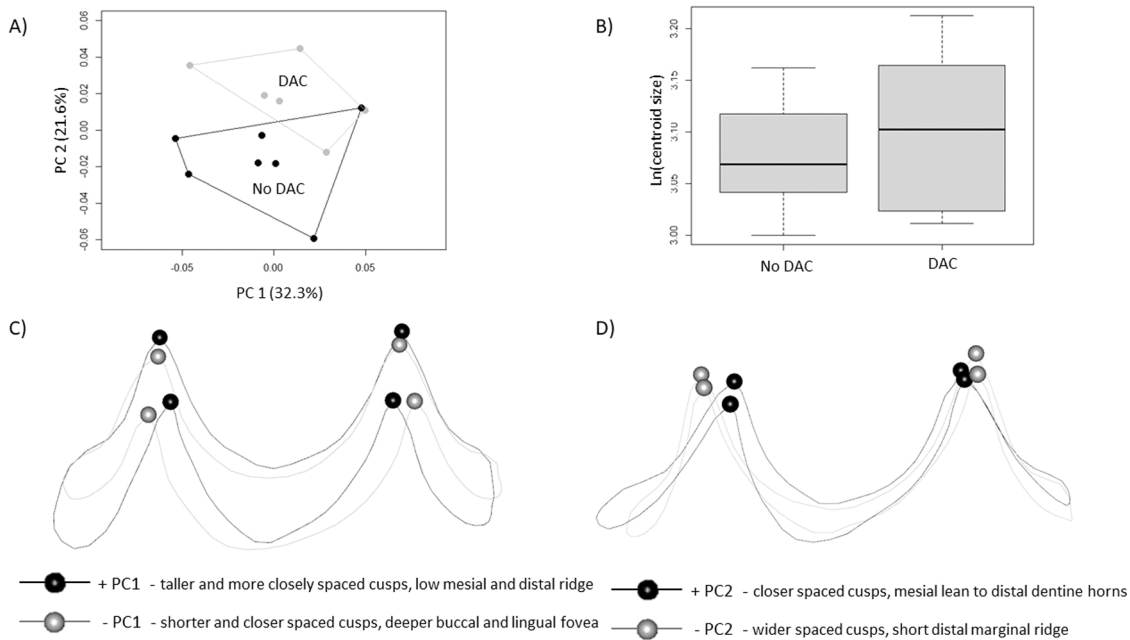 A)
0.06
0.04
0.02
0.00
-0.02
-0.04
-0.06
PC 2 (21.6%)
DAC
No DAC
-0.05
0.00
0.05
PC 1 (32.3%)
B)
3.20
3.15
3.10
3.05
3.00
Ln(centroid size)
No DAC
DAC
C)
D)
+ PC1 - taller and more closely spaced cusps, low mesial and distal ridge
- PC1 - shorter and closer spaced cusps, deeper buccal and lingual fovea
+ PC2 - closer spaced cusps, mesial lean to distal dentine horns
- PC2 - wider spaced cusps, short distal marginal ridge